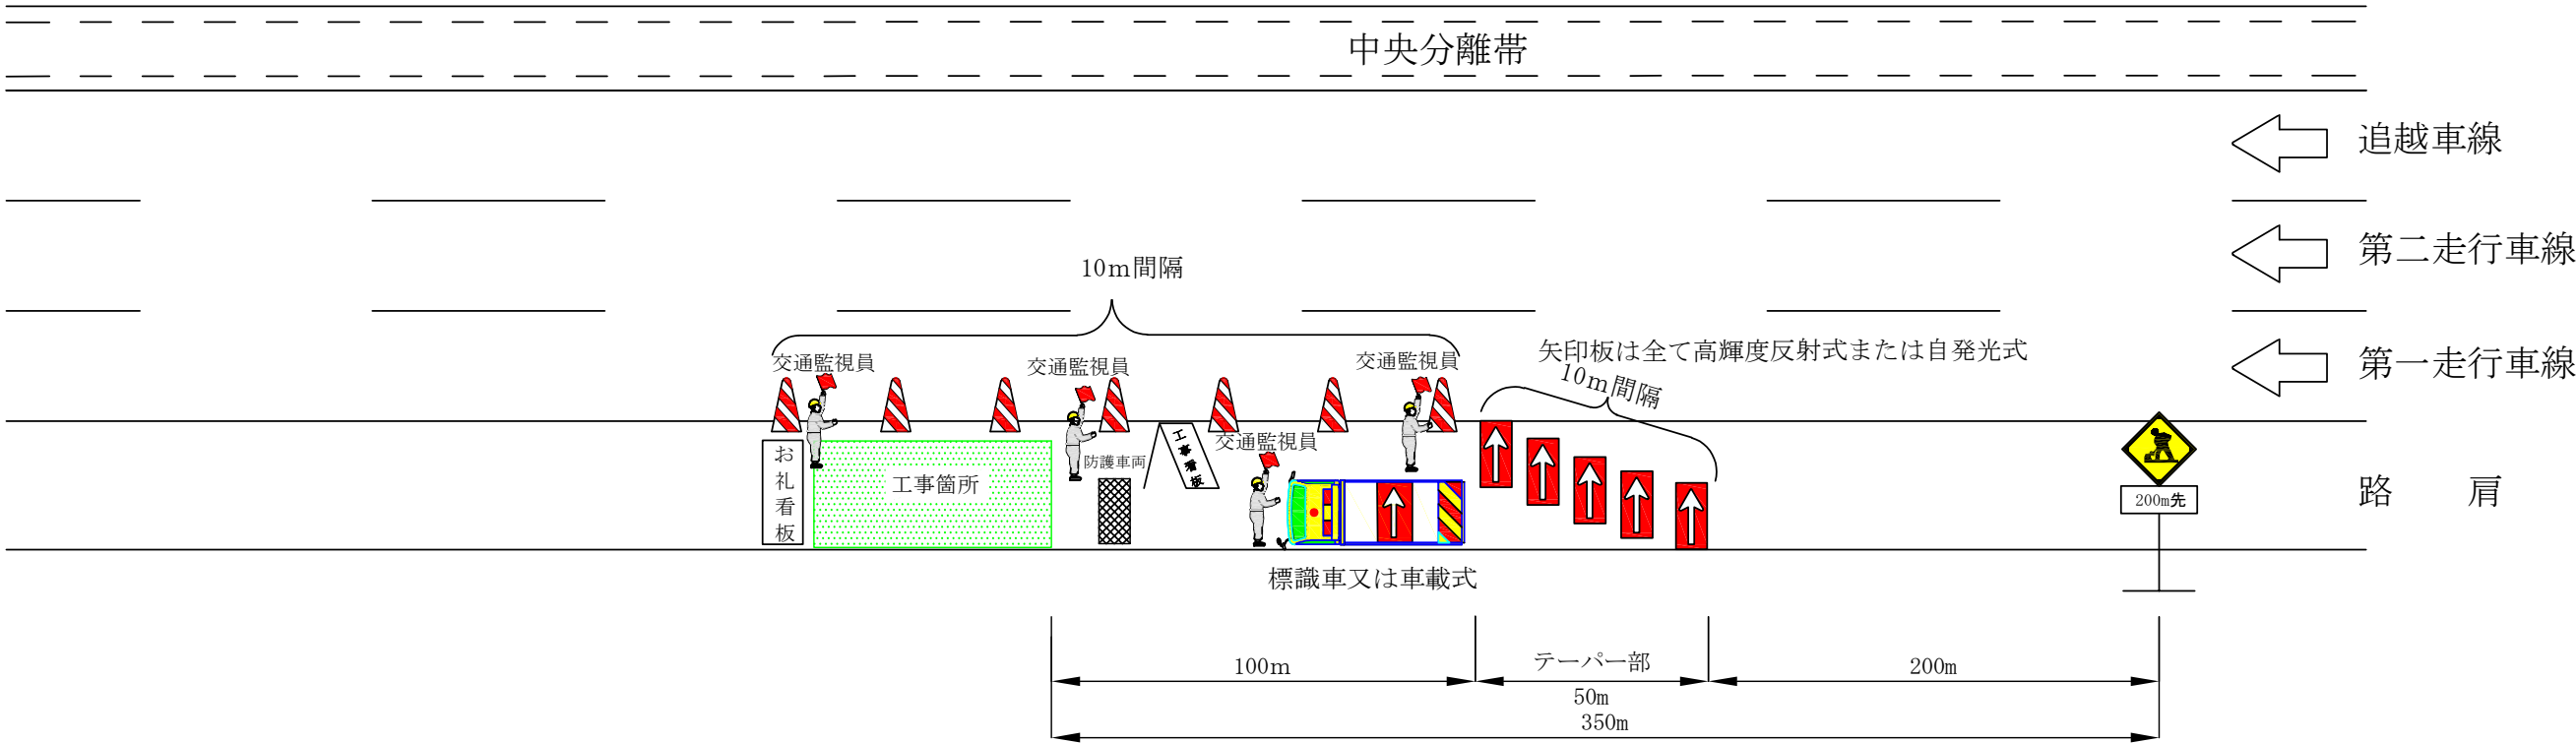 中央分離帯
追越車線
第二走行車線
10m間隔
矢印板は全て高輝度反射式または自発光式
第一走行車線
交通監視員
交通監視員
交通監視員
10m間隔
交通監視員
お礼看板
工事箇所
防護車両
工事看板
200m先
路　肩
標識車又は車載式
100m
テーパー部
200m
50m
350m